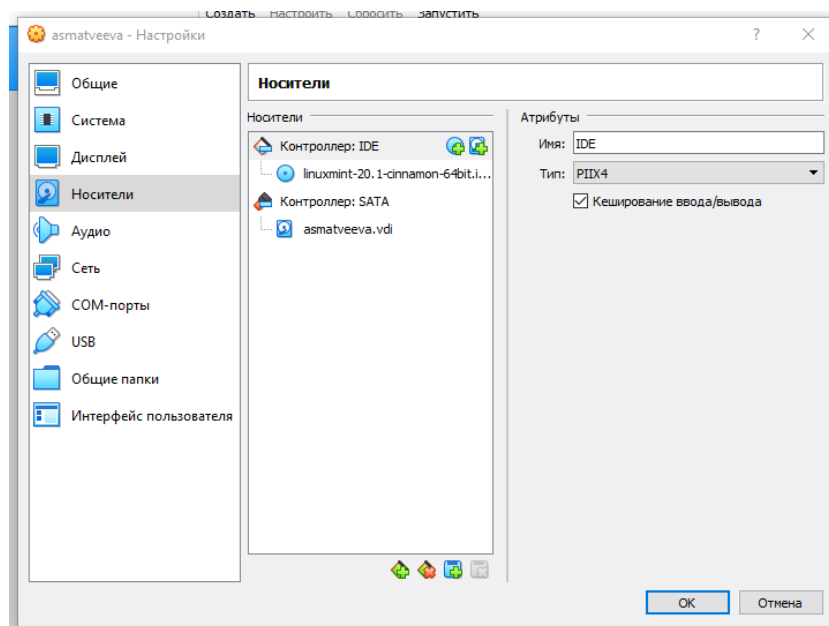 Создать Настроить Сбросить Запустить
asmatveeva - Настройки
?
Общие
Система
Дисплей
Носители
Аудио
Сеть
COM-порты
USB
Общие папки
Интерфейс пользователя
Носители
Носители
Контроллер: IDE
linuxmint-20.1-cinnamon-64bit.i...
Контроллер: SATA
asmatveeva.vdi
Атрибуты
Имя: IDE
Тип: PIIX4
Кеширование ввода/вывода
OK
Отмена